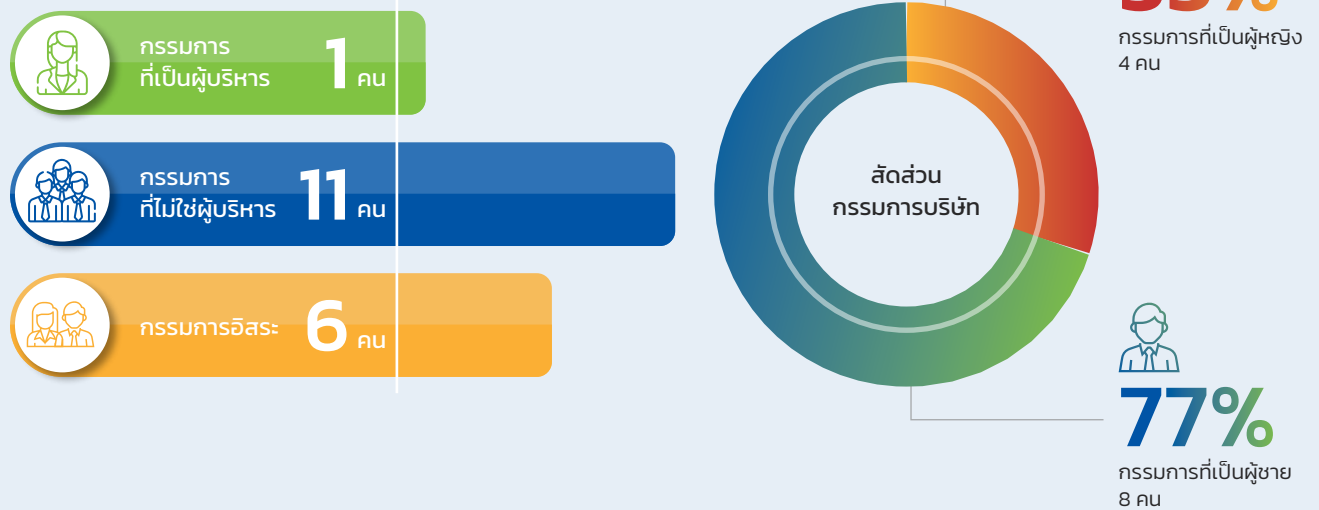 กรรมการ
ที่เป็นผู้บริหาร
1 คน
กรรมการ
ที่ไม่ใช่ผู้บริหาร
11 คน
กรรมการอิสระ 6 คน
สัดส่วน
กรรมการบริษัท
กรรมการที่เป็นผู้หญิง
4 คน
77%
กรรมการที่เป็นผู้ชาย
8 คน